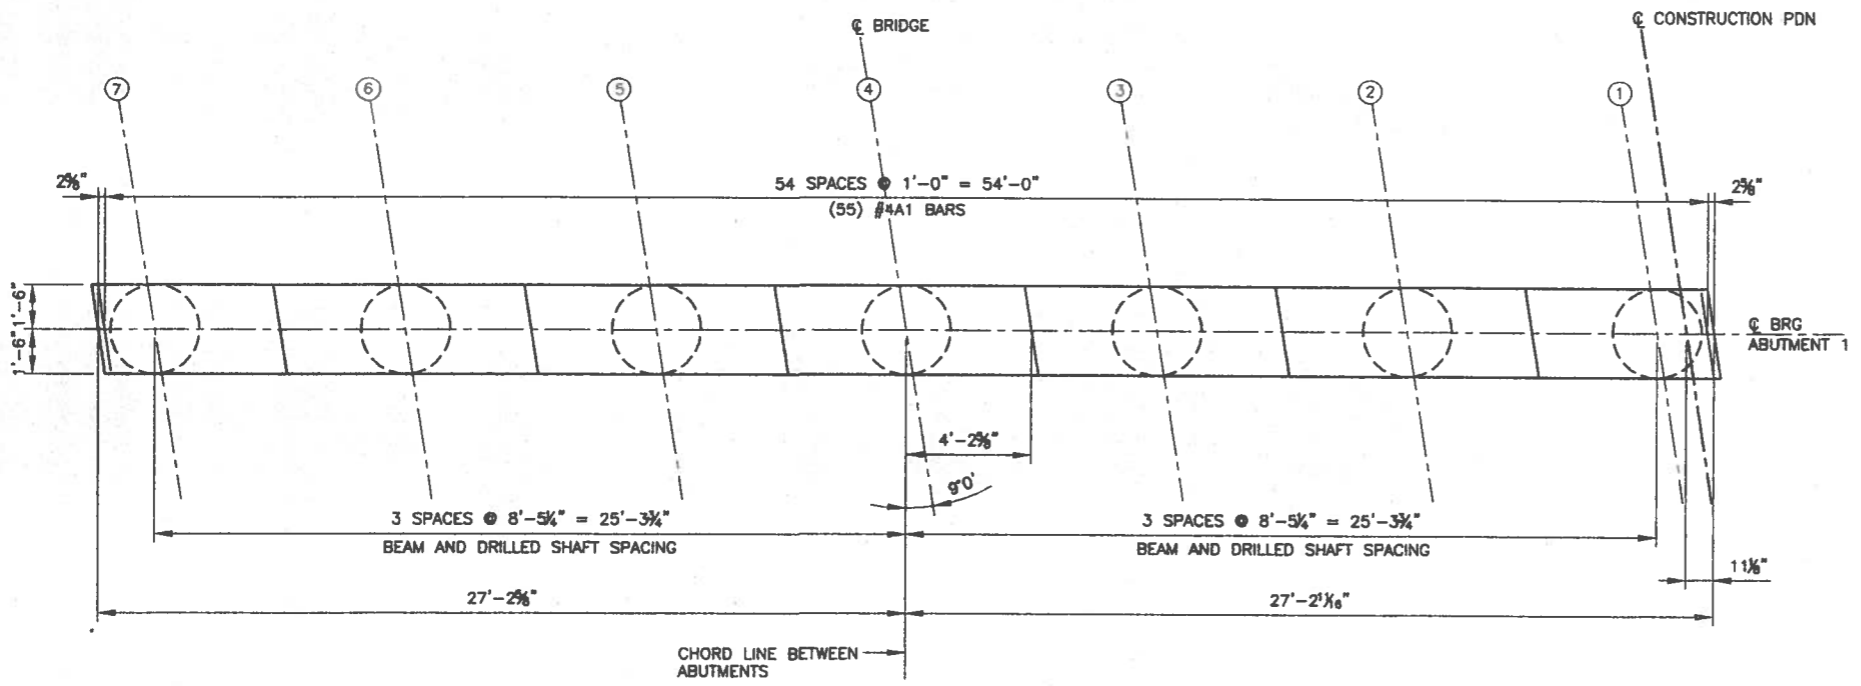 ℄ BRIDGE
℄ CONSTRUCTION PDN
7
6
5
4
3
2
1
2⅝"
54 SPACES @ 1'-0" = 54'-0"
(55) #4A1 BARS
2⅝"
1'-6"
1'-6"
℄ BRG
ABUTMENT 1
4'-2⅝"
9°0'
3 SPACES @ 8'-5¼" = 25'-3¾"
BEAM AND DRILLED SHAFT SPACING
3 SPACES @ 8'-5¼" = 25'-3¾"
BEAM AND DRILLED SHAFT SPACING
11⅛"
27'-2⅝"
27'-2¹⁄₁₆"
CHORD LINE BETWEEN
ABUTMENTS